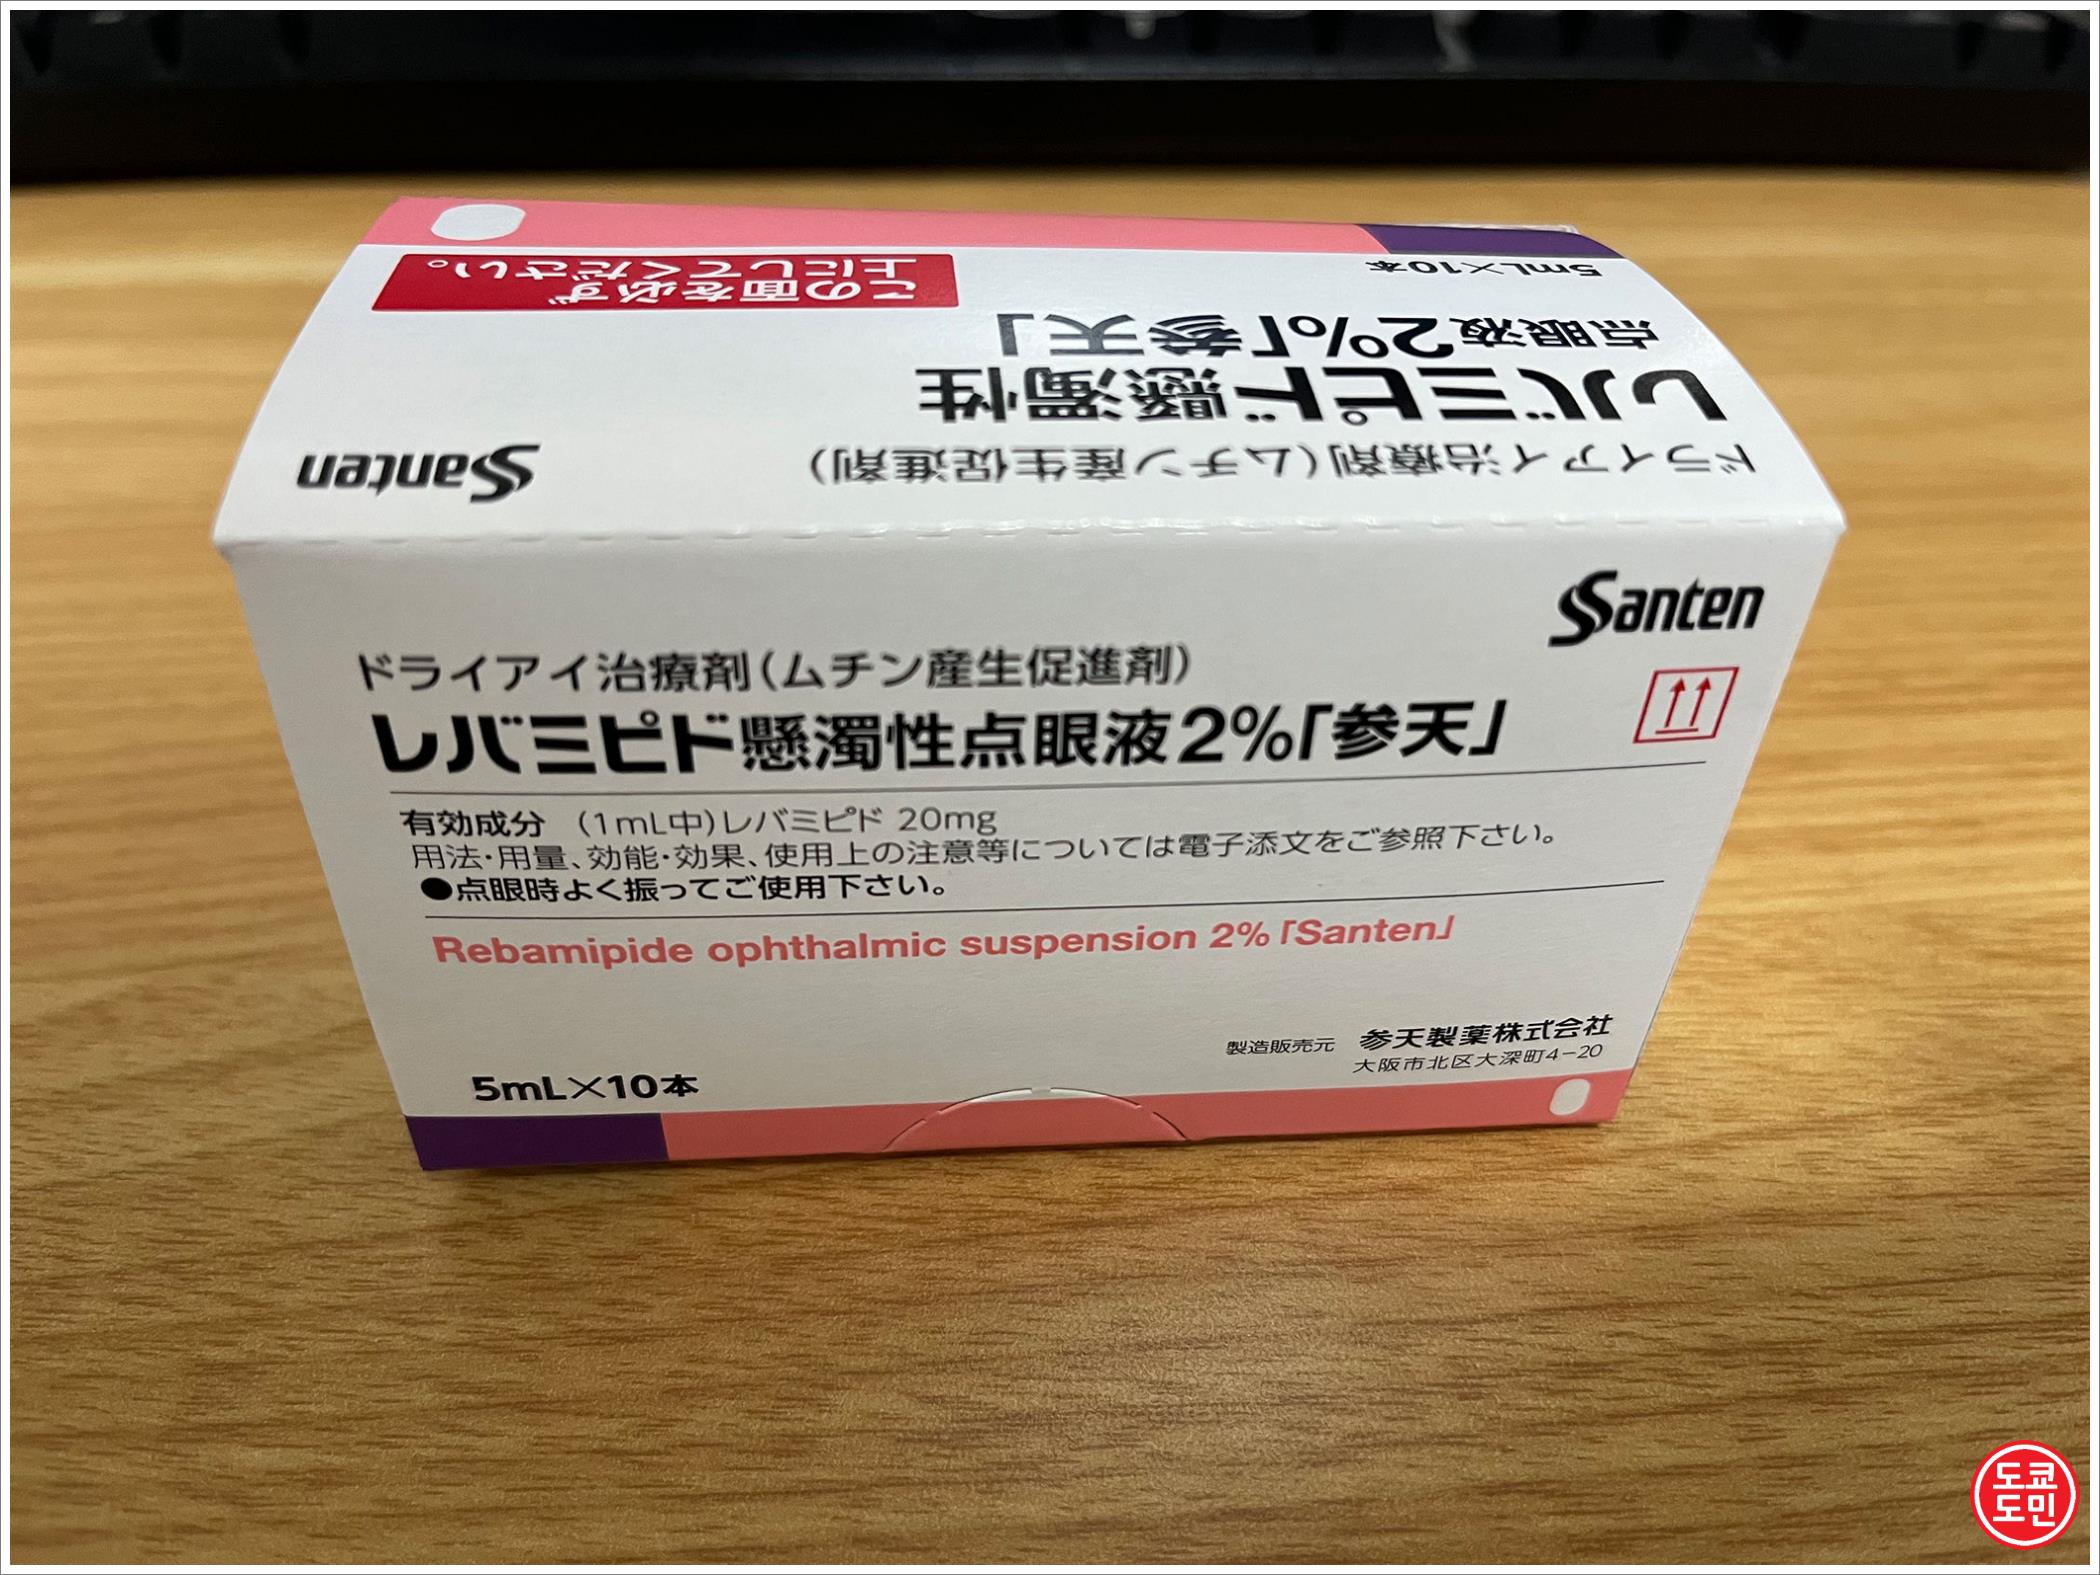 この面を必ず
上にしてください。
5mL×10本
点眼液2%「参天」
レバミピド懸濁性
ドライアイ治療剤(ムチン産生促進剤)
Santen
Santen
ドライアイ治療剤(ムチン産生促進剤)
レバミピド懸濁性点眼液2%「参天」
有効成分 (1mL中)レバミピド 20mg
用法・用量、効能・効果、使用上の注意等については電子添文をご参照下さい。
●点眼時よく振ってご使用下さい。
Rebamipide ophthalmic suspension 2%「Santen」
製造販売元 参天製薬株式会社
大阪市北区大深町4-20
5mL×10本
도쿄
도민